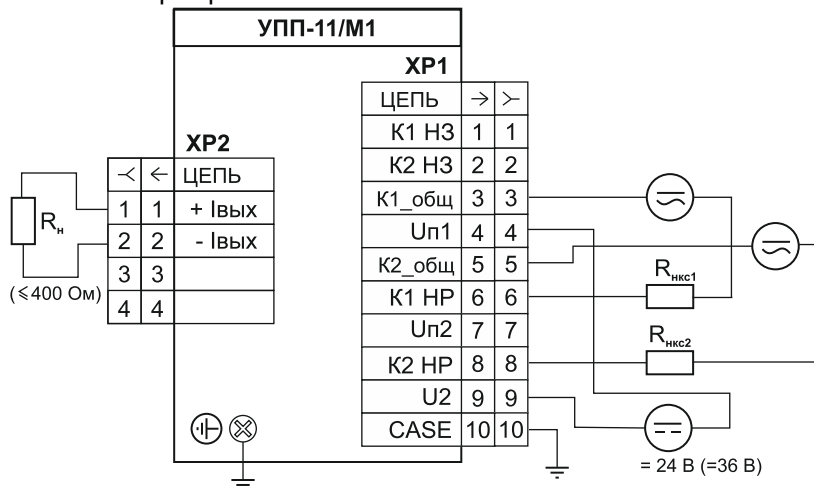 УПП-11/М1
ХР1
ЦЕПЬ
К1 НЗ 1 1
К2 НЗ 2 2
К1_общ 3 3
Uп1 4 4
К2_общ 5 5
К1 НР 6 6
Uп2 7 7
К2 НР 8 8
U2 9 9
CASE 10 10
ХР2
ЦЕПЬ
1 1 + Iвых
2 2 - Iвых
3 3
4 4
Rн
(⩽400 Ом)
Rнкс1
Rнкс2
= 24 В (=36 В)